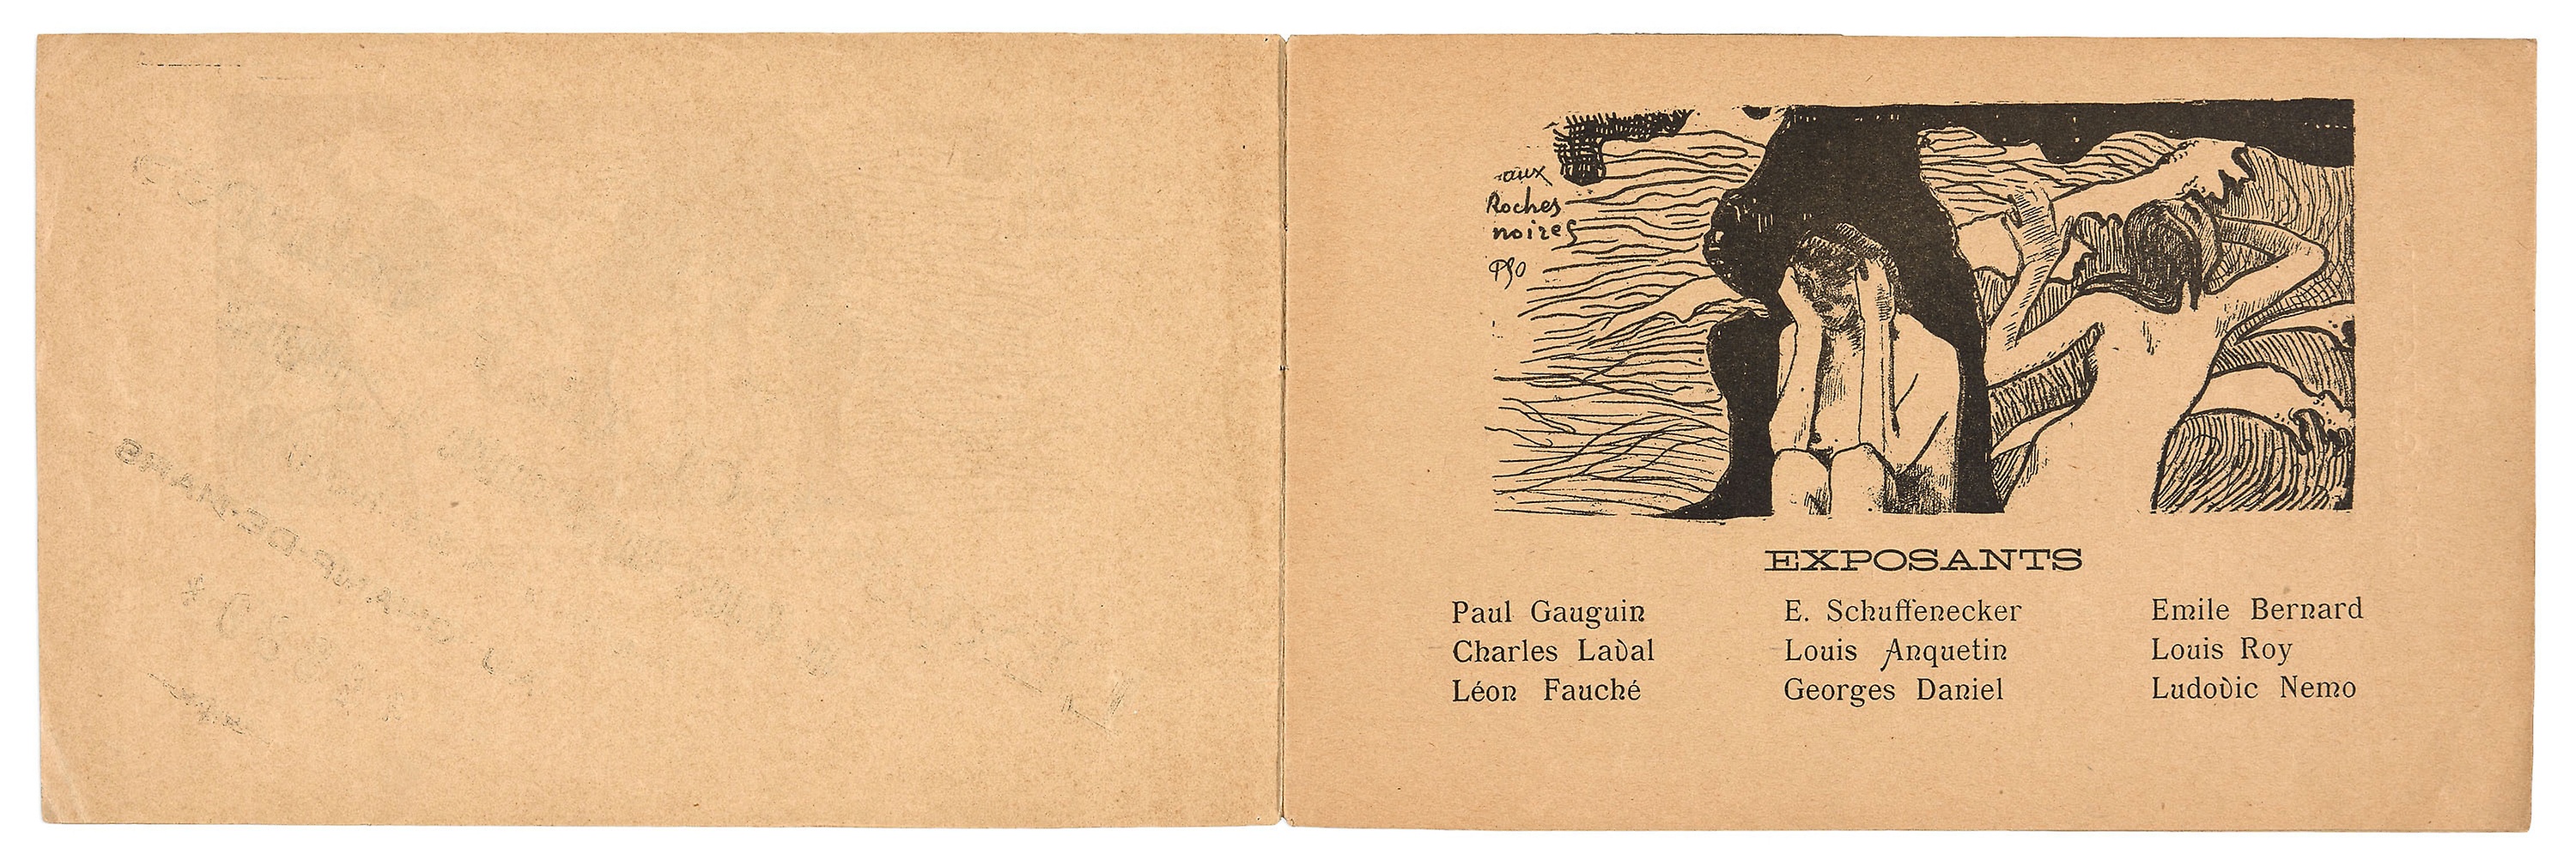 aux
Roches
noires
PGO
EXPOSANTS
Paul Gauguin E. Schuffenecker Emile Bernard
Charles Laval Louis Anquetin Louis Roy
Léon Fauché Georges Daniel Ludovic Nemo